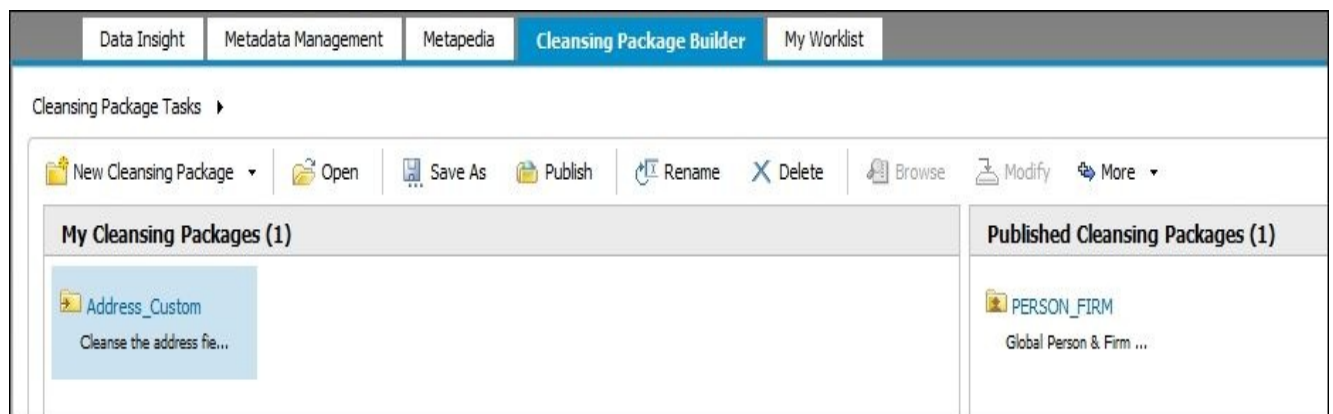 Data Insight Metadata Management Metapedia Cleansing Package Builder My Worklist
Cleansing Package Tasks
New Cleansing Package Open Save As Publish Rename Delete Browse Modify More
My Cleansing Packages (1) Published Cleansing Packages (1)
Address_Custom PERSON_FIRM
Cleanse the address fie... Global Person & Firm ...